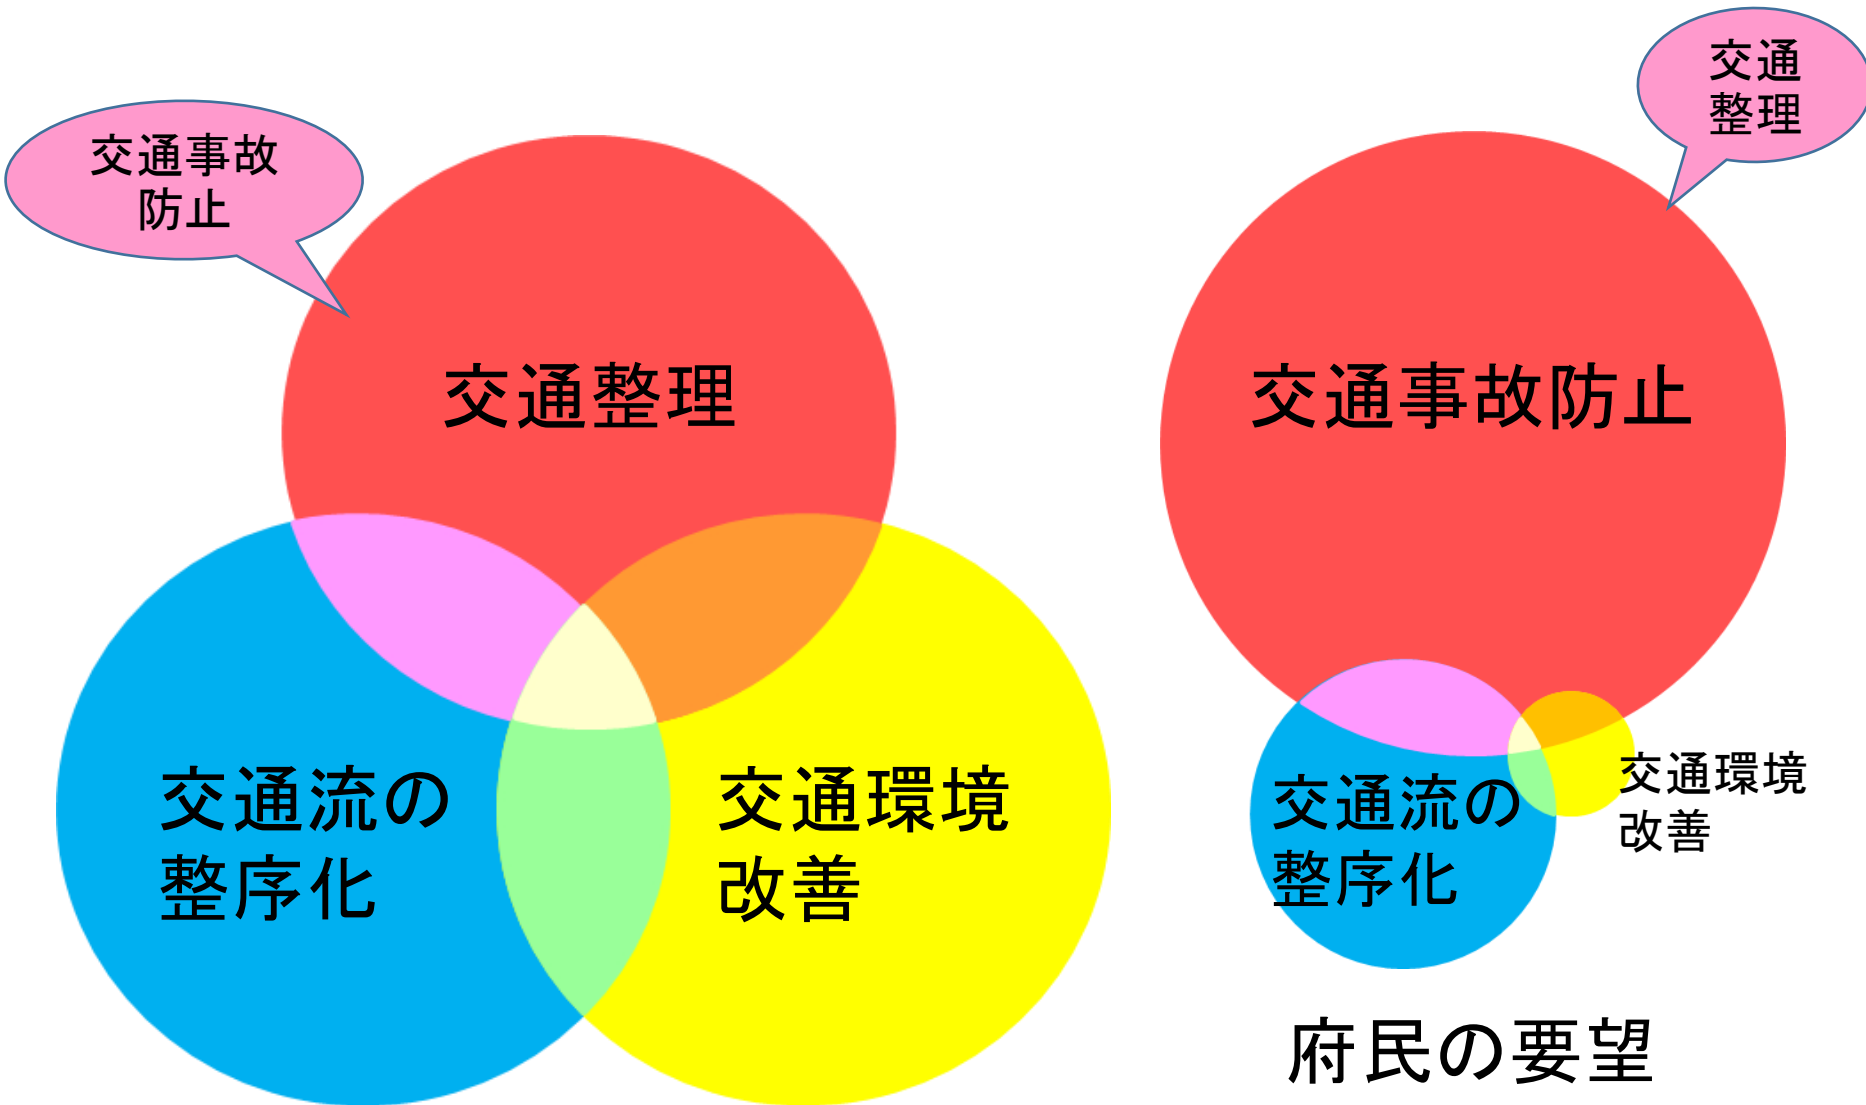 交通事故
防止
交通整理
交通流の
整序化
交通環境
改善
交通
整理
交通事故防止
交通流の
整序化
交通環境
改善
府民の要望